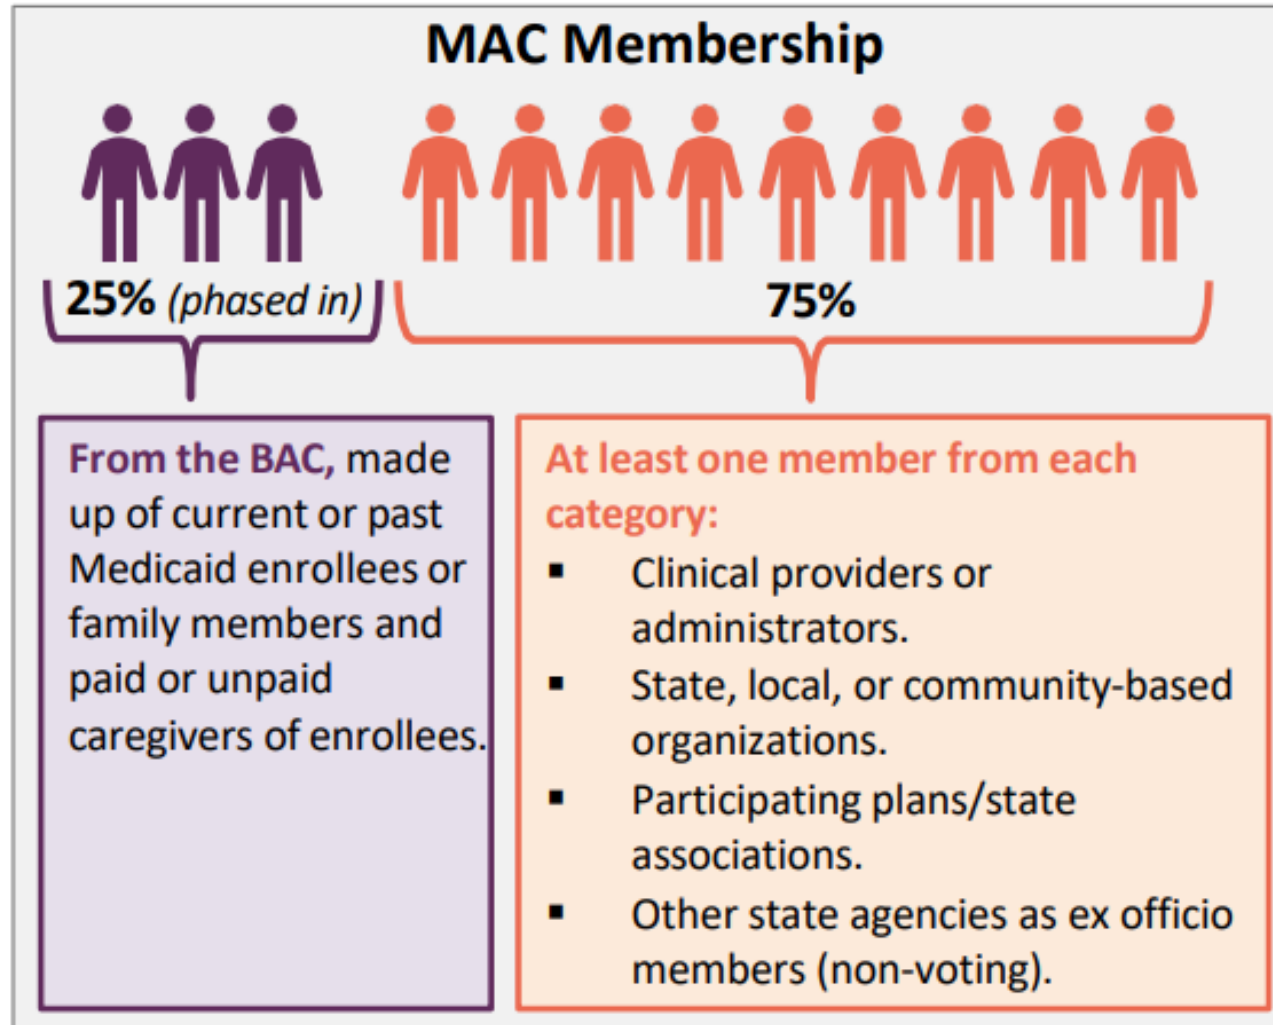 MAC Membership
25% (phased in)
75%
From the BAC, made
up of current or past
Medicaid enrollees or
family members and
paid or unpaid
caregivers of enrollees.
At least one member from each
category:
▪ Clinical providers or
administrators.
▪ State, local, or community-based
organizations.
▪ Participating plans/state
associations.
▪ Other state agencies as ex officio
members (non-voting).